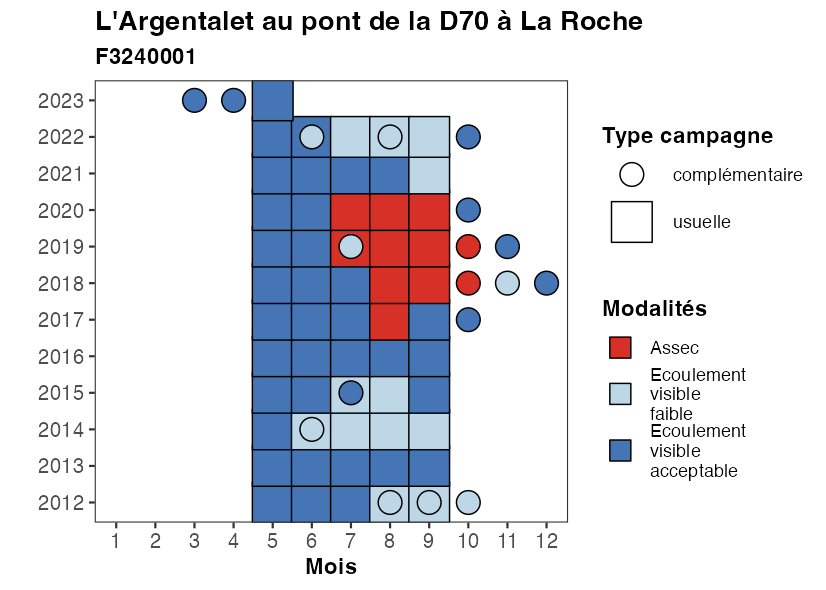 L'Argentalet au pont de la D70 à La Roche
F3240001
2023
2022
2021
2020
2019
2018
2017
2016
2015
2014
2013
2012
1 2 3 4 5 6 7 8 9 10 11 12
Mois
Type campagne
complémentaire
usuelle
Modalités
Assec
Ecoulement
visible
faible
Ecoulement
visible
acceptable